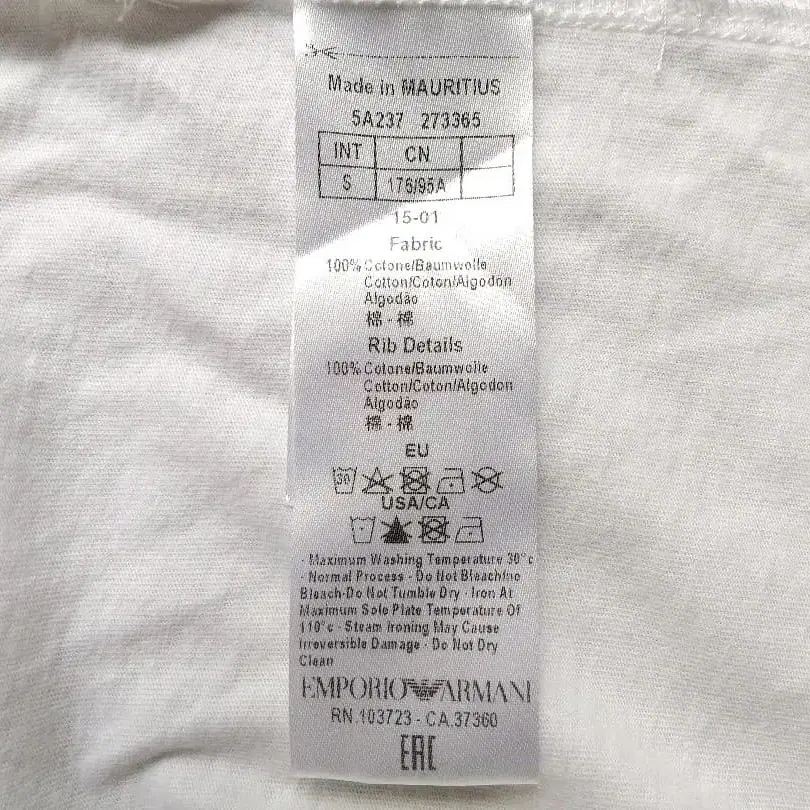 Made in MAURITIUS
5A237 273365
INT CN
S 176/95A
15-01
Fabric
100% Cotone/Baumwolle
Cotton/Coton/Algodon
Algodão
棉 - 棉
Rib Details
100% Cotone/Baumwolle
Cotton/Coton/Algodon
Algodão
棉 - 棉
EU
30
USA/CA
- Maximum Washing Temperature 30°c
- Normal Process - Do Not Bleachine
Bleach-Do Not Tumble Dry - Iron At
Maximum Sole Plate Temperature Of
110°c - Steam Ironing May Cause
Irreversible Damage - Do Not Dry
Clean
EMPORIO ARMANI
RN.103723 - CA.37360
EAC